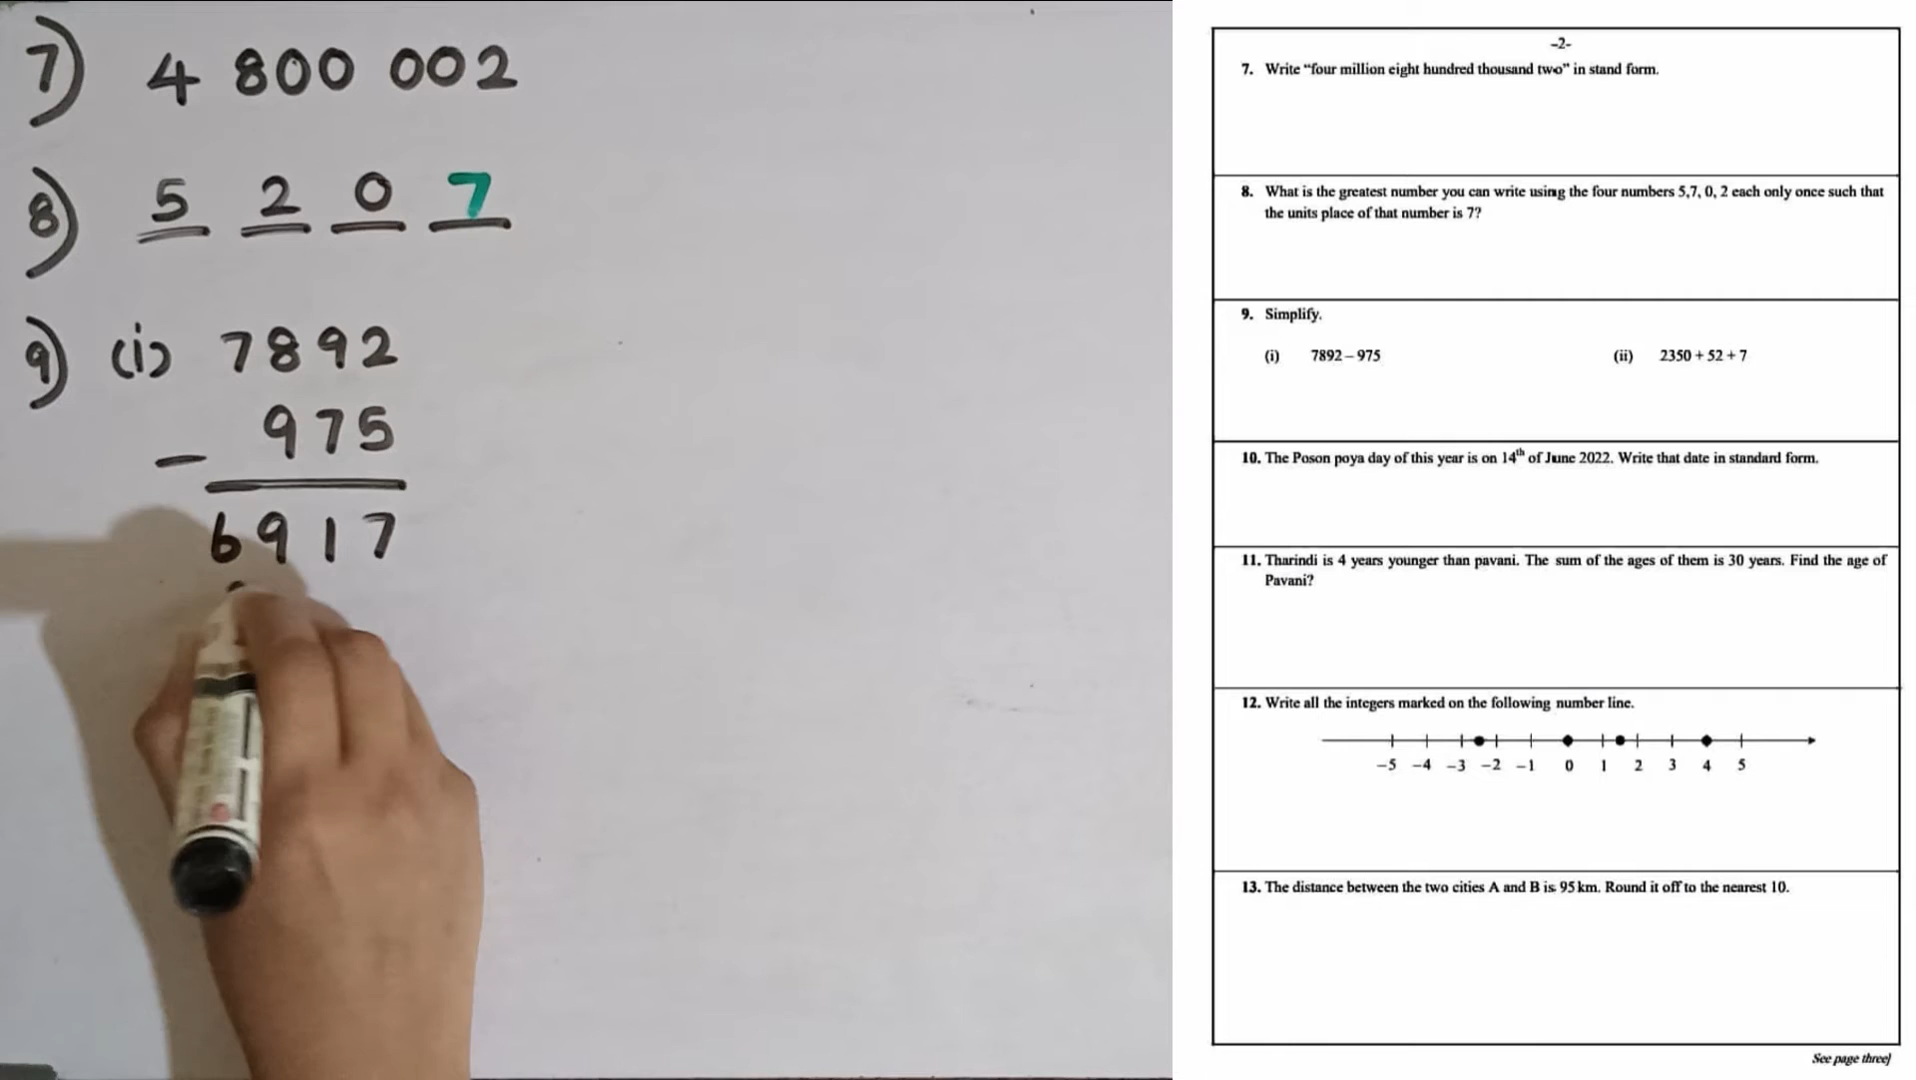 7) 4 800 002
8) 5 2 0 7
9) (i) 7892
- 975
6917
-2-
7. Write “four million eight hundred thousand two” in stand form.
8. What is the greatest number you can write using the four numbers 5,7, 0, 2 each only once such that
the units place of that number is 7?
9. Simplify.
(i) 7892 – 975 (ii) 2350 + 52 + 7
10. The Poson poya day of this year is on 14th of June 2022. Write that date in standard form.
11. Tharindi is 4 years younger than pavani. The sum of the ages of them is 30 years. Find the age of
Pavani?
12. Write all the integers marked on the following number line.
–5 –4 –3 –2 –1 0 1 2 3 4 5
13. The distance between the two cities A and B is 95 km. Round it off to the nearest 10.
See page three]